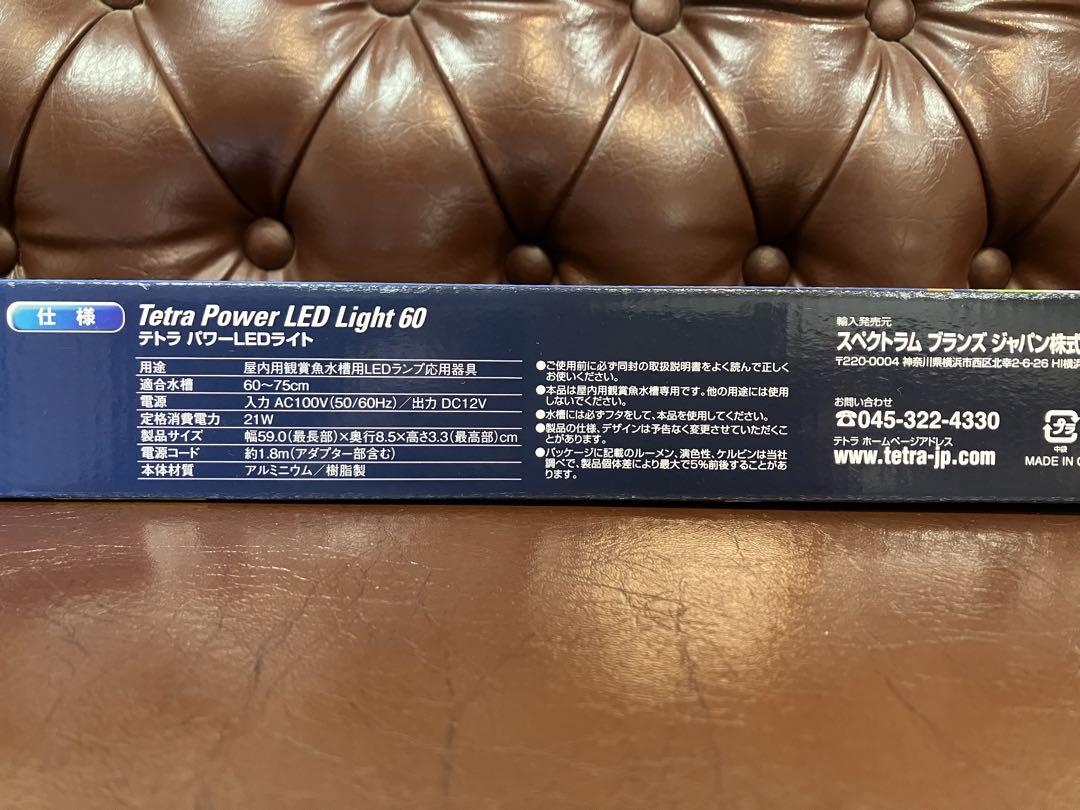 仕様
Tetra Power LED Light 60
テトラ パワーLEDライト
用途 屋内用観賞魚水槽用LEDランプ応用器具
適合水槽 60〜75cm
電源 入力 AC100V(50/60Hz)/出力 DC12V
定格消費電力 21W
製品サイズ 幅59.0(最長部)×奥行8.5×高さ3.3(最高部)cm
電源コード 約1.8m(アダプター部含む)
本体材質 アルミニウム/樹脂製
●ご使用前に必ず同封の取扱説明書をよく読んで正しく
お使いください。
●本品は屋内用観賞魚水槽専用です。他の用途には使用
しないでください。
●水槽には必ずフタをして、本品を使用してください。
●製品の仕様、デザインは予告なく変更させていただくこ
とがあります。
●パッケージに記載のルーメン、演色性、ケルビンは当社
調べで、製品個体差により最大で5%前後することがあ
ります。
輸入発売元
スペクトラム ブランズ ジャパン株式
〒220-0004 神奈川県横浜市西区北幸2-6-26 HI横浜
お問い合わせ
☎045-322-4330
テトラ ホームページアドレス
www.tetra-jp.com
プラ
中袋
MADE IN C